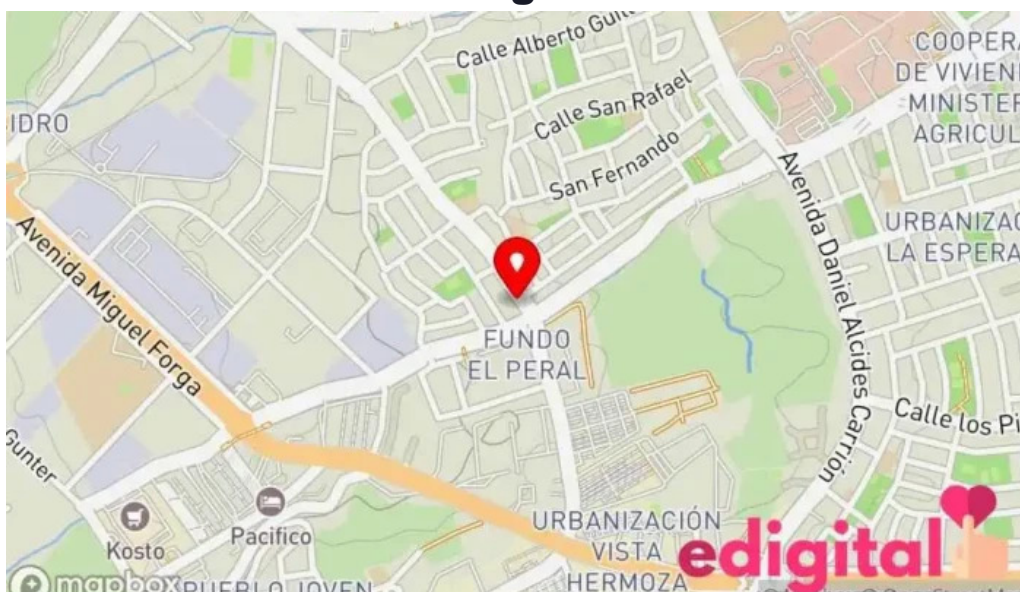 Calle Alberto Gui
COOPERA
DE VIVIEN
MINISTER
AGRICUL
IDRO
Calle San Rafael
San Fernando
Avenida Daniel Alcides Carrión
URBANIZAC
LA ESPERA
Avenida Miguel Forga
FUNDO
EL PERAL
Calle los Pi
Gunter
Kosto
Pacifico
URBANIZACIÓN
VISTA
HERMOZA
edigital
mapbox
PUEBLO JOVEN